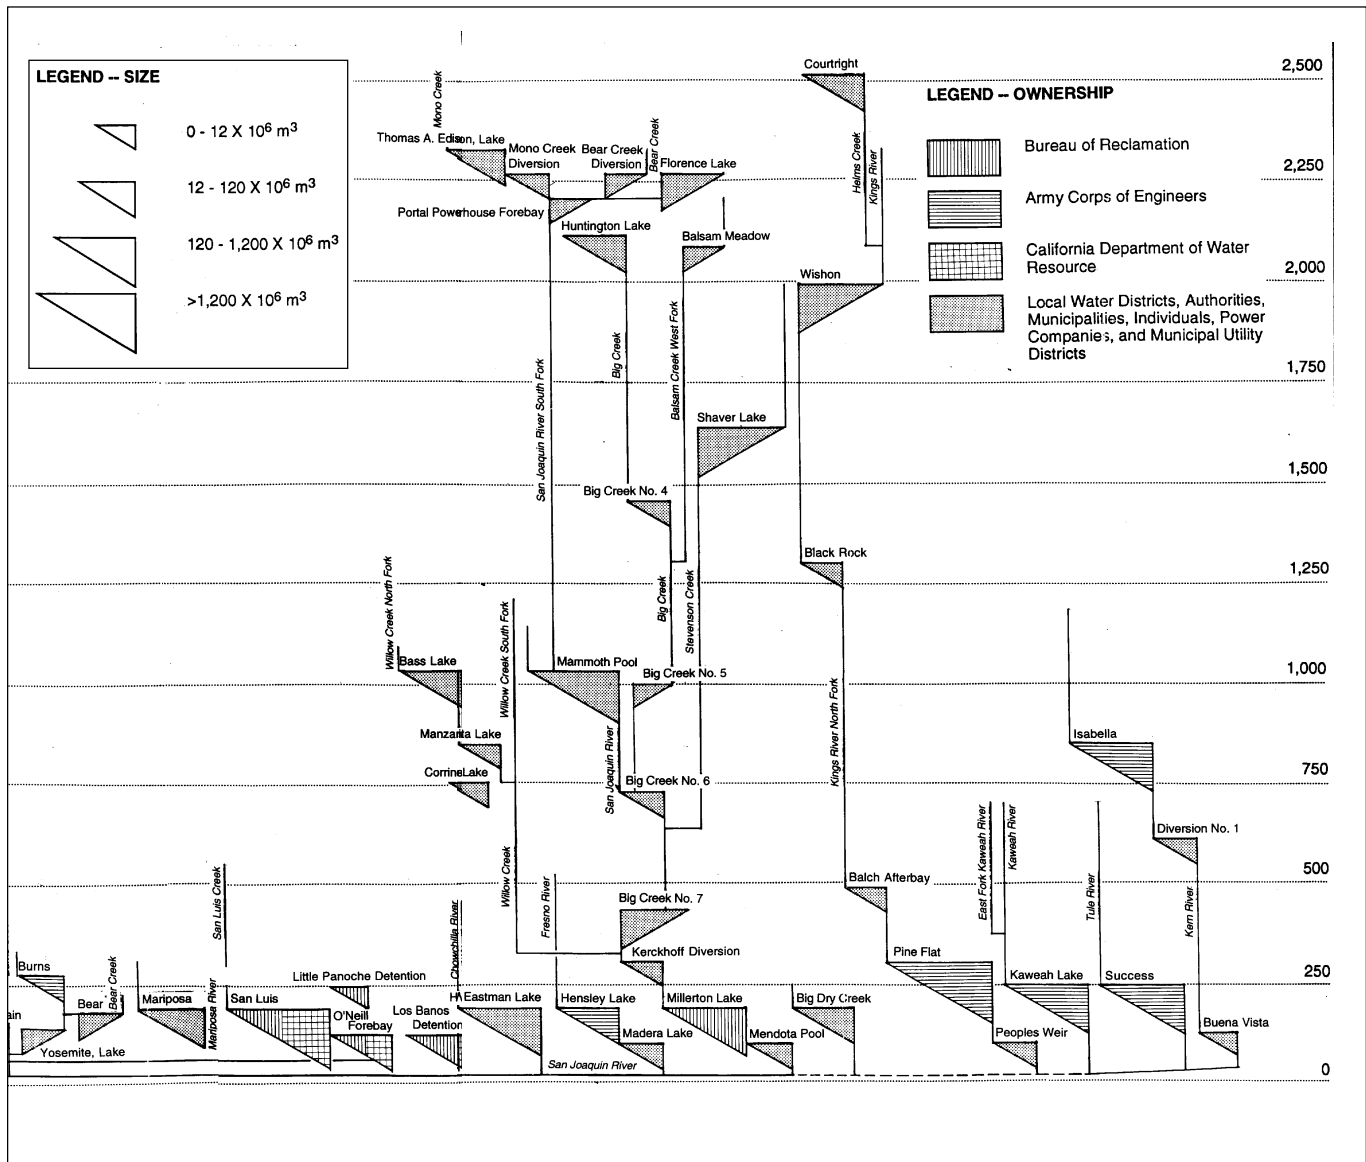 LEGEND -- SIZE
0 - 12 X 10⁶ m³
12 - 120 X 10⁶ m³
120 - 1,200 X 10⁶ m³
>1,200 X 10⁶ m³
LEGEND -- OWNERSHIP
Bureau of Reclamation
Army Corps of Engineers
California Department of Water
Resource
Local Water Districts, Authorities,
Municipalities, Individuals, Power
Companies, and Municipal Utility
Districts
2,500
2,250
2,000
1,750
1,500
1,250
1,000
750
500
250
0
Courtright
Mono Creek
Thomas A. Edison, Lake
Mono Creek
Diversion
Bear Creek
Diversion
Bear Creek
Florence Lake
Helms Creek
Kings River
Portal Powerhouse Forebay
Huntington Lake
Balsam Meadow
Wishon
San Joaquin River South Fork
Big Creek
Balsam Creek West Fork
Shaver Lake
Big Creek No. 4
Black Rock
Big Creek
Stevenson Creek
Willow Creek North Fork
Willow Creek South Fork
Bass Lake
Mammoth Pool
Big Creek No. 5
Manzanita Lake
Corrine Lake
San Joaquin River
Big Creek No. 6
Kings River North Fork
Isabella
Diversion No. 1
San Luis Creek
Willow Creek
Fresno River
Chowchilla River
Big Creek No. 7
Kerckhoff Diversion
Balch Afterbay
East Fork Kaweah River
Kaweah River
Tule River
Kern River
Pine Flat
Burns
Bear
Bear Creek
Mariposa
Mariposa River
San Luis
Little Panoche Detention
O'Neill
Forebay
Los Banos
Detention
H Eastman Lake
Hensley Lake
Madera Lake
Millerton Lake
Mendota Pool
Big Dry Creek
Kaweah Lake
Success
Peoples Weir
Buena Vista
ain
Yosemite, Lake
San Joaquin River